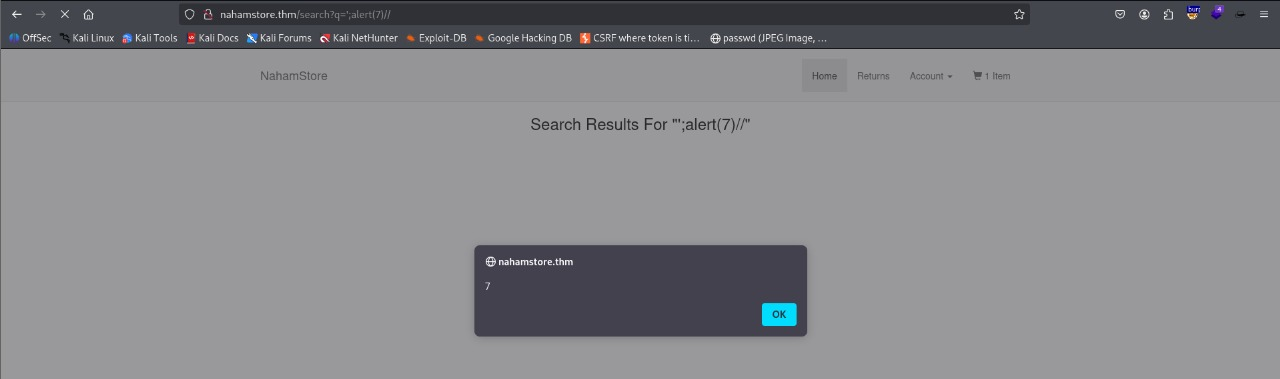 nahamstore.thm/search?q=';alert(7)//
OffSec Kali Linux Kali Tools Kali Docs Kali Forums Kali NetHunter Exploit-DB Google Hacking DB CSRF where token is ti… passwd (JPEG Image, …
NahamStore Home Returns Account 1 Item
Search Results For "';alert(7)//"
nahamstore.thm
7
OK